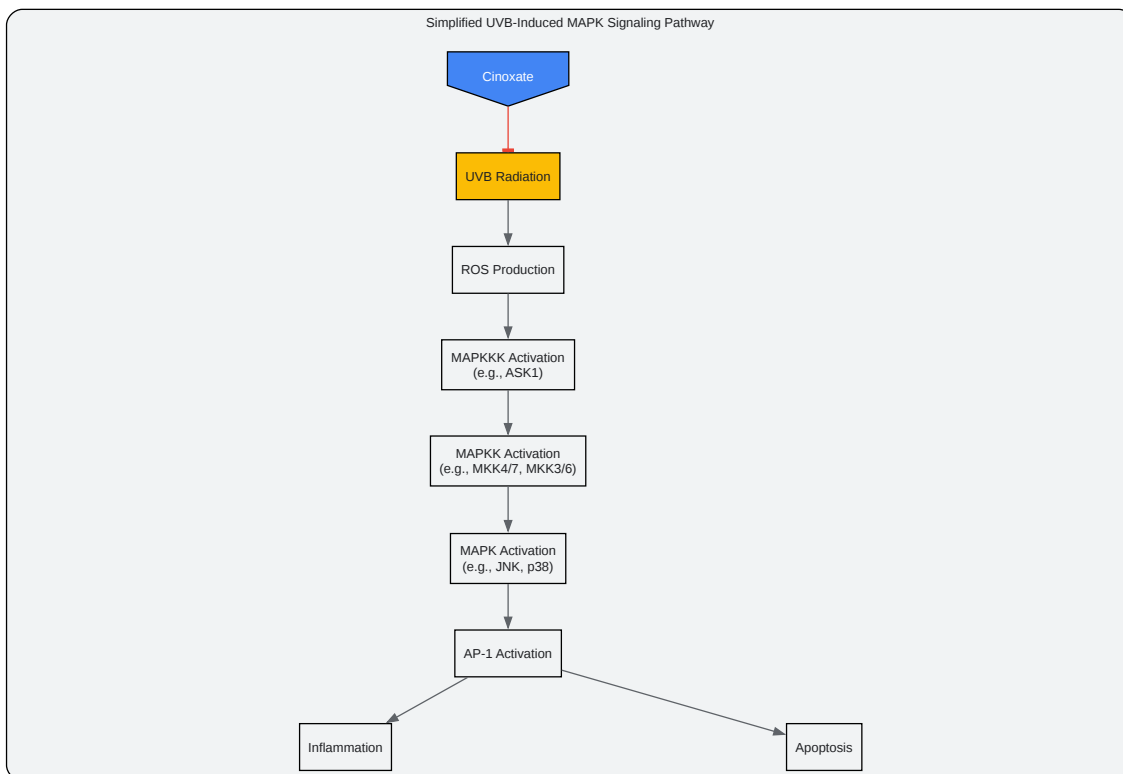 Simplified UVB-Induced MAPK Signaling Pathway
Cinoxate
UVB Radiation
ROS Production
MAPKKK Activation
(e.g., ASK1)
MAPKK Activation
(e.g., MKK4/7, MKK3/6)
MAPK Activation
(e.g., JNK, p38)
AP-1 Activation
Inflammation
Apoptosis